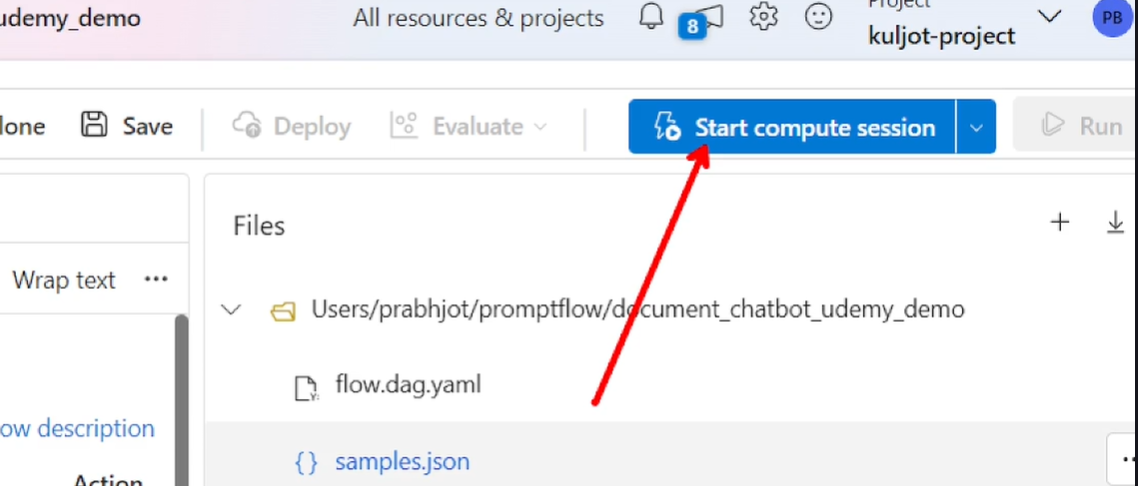 udemy_demo
All resources & projects
8
Project
kuljot-project
PB
lone
Save
Deploy
Evaluate
Start compute session
Run
Files
Wrap text
Users/prabhjot/promptflow/document_chatbot_udemy_demo
flow.dag.yaml
ow description
{} samples.json
Action